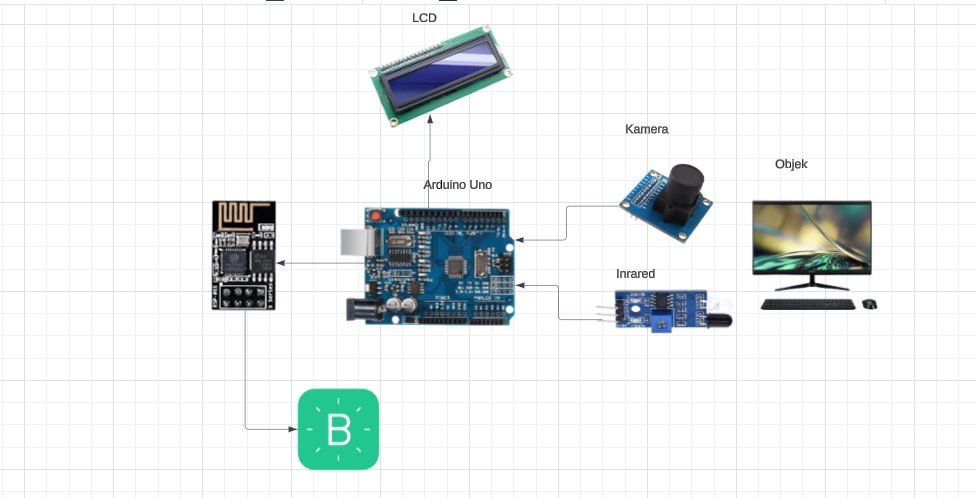 LCD
Kamera
Objek
Arduino Uno
Inrared
B